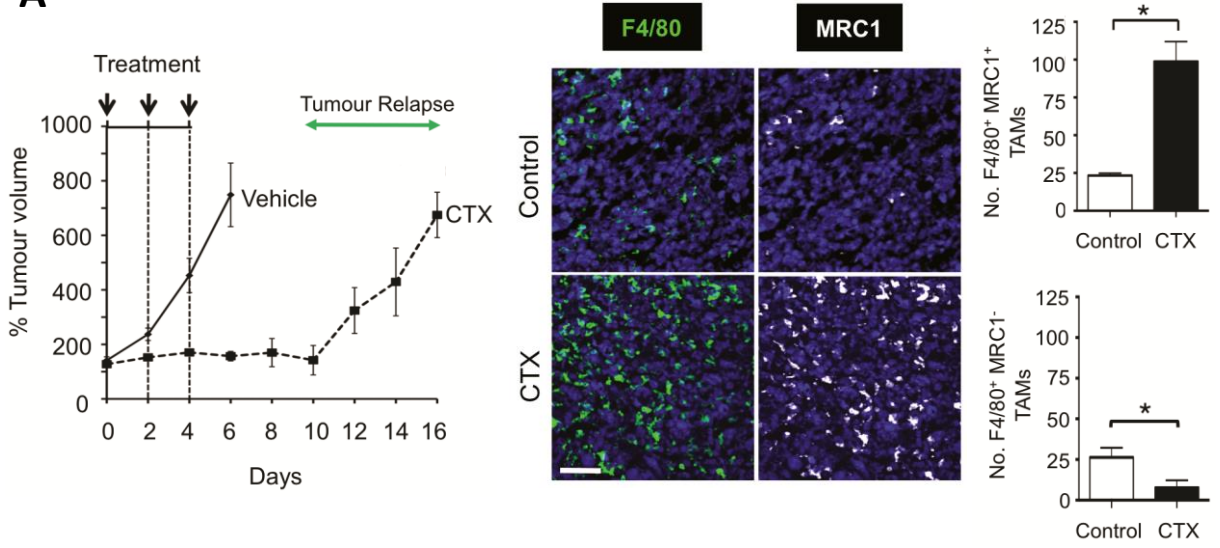 A
Treatment
Tumour Relapse
% Tumour volume
1000
800
600
400
200
0
Vehicle
CTX
0 2 4 6 8 10 12 14 16
Days
F4/80
MRC1
Control
CTX
No. F4/80+ MRC1+
TAMs
125
100
75
50
25
0
*
Control CTX
No. F4/80+ MRC1-
TAMs
125
100
75
50
25
0
*
Control CTX